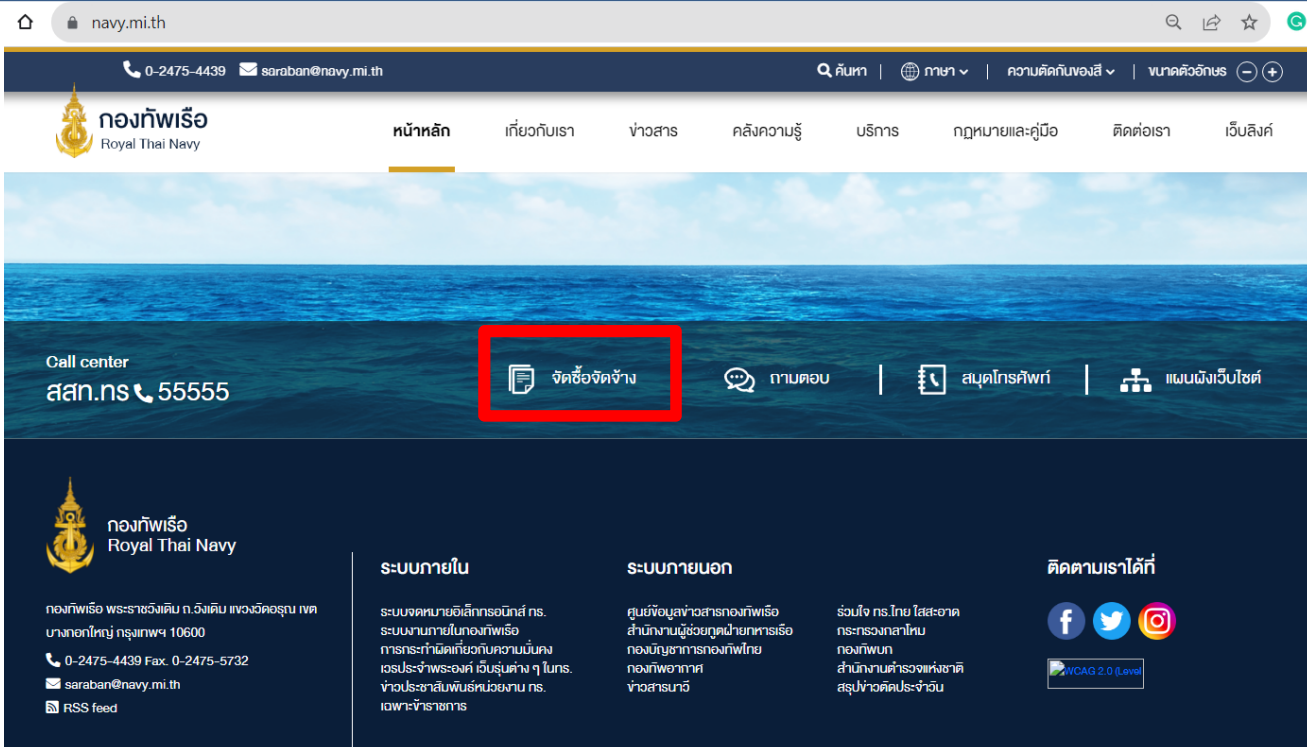 navy.mi.th
0-2475-4439 saraban@navy.mi.th ค้นหา | ภาษา | ความตัดกันของสี | ขนาดตัวอักษร
กองทัพเรือ
Royal Thai Navy
หน้าหลัก เกี่ยวกับเรา ข่าวสาร คลังความรู้ บริการ กฎหมายและคู่มือ ติดต่อเรา เว็บลิงค์
Call center
สสท.ทร 55555
จัดซื้อจัดจ้าง ถามตอบ สมุดโทรศัพท์ แผนผังเว็บไซต์
กองทัพเรือ
Royal Thai Navy
กองทัพเรือ พระราชวังเดิม ถ.วังเดิม แขวงวัดอรุณ เขต
บางกอกใหญ่ กรุงเทพฯ 10600
0-2475-4439 Fax. 0-2475-5732
saraban@navy.mi.th
RSS feed
ระบบภายใน
ระบบจดหมายอิเล็กทรอนิกส์ ทร.
ระบบงานภายในกองทัพเรือ
การกระทำผิดเกี่ยวกับความมั่นคง
เวรประจำพระองค์ เว็บรุ่นต่าง ๆ ในทร.
ข่าวประชาสัมพันธ์หน่วยงาน ทร.
เฉพาะข้าราชการ
ระบบภายนอก
ศูนย์ข้อมูลข่าวสารกองทัพเรือ
สำนักงานผู้ช่วยทูตฝ่ายทหารเรือ
กองบัญชาการกองทัพไทย
กองทัพอากาศ
ข่าวสารนาวี
ร่วมใจ ทร.ไทย ใสสะอาด
กระทรวงกลาโหม
กองทัพบก
สำนักงานตำรวจแห่งชาติ
สรุปข่าวตัดประจำวัน
ติดตามเราได้ที่
WCAG 2.0 (Level